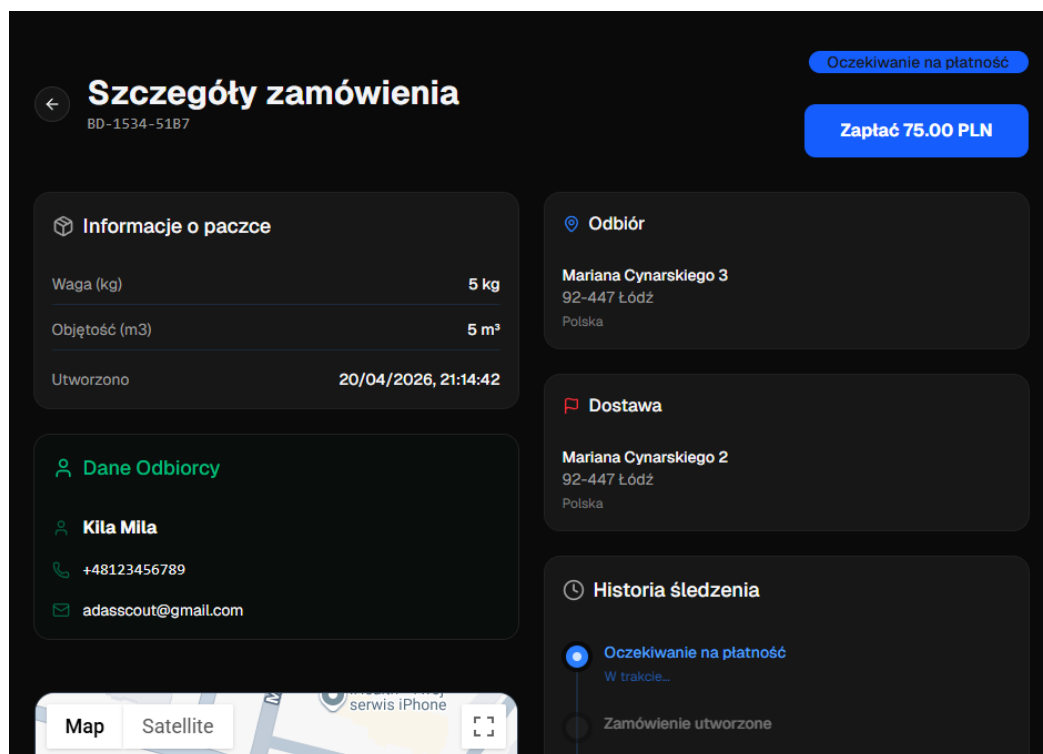 Oczekiwanie na płatność
Szczegóły zamówienia
BD-1534-51B7
Zapłać 75.00 PLN
Informacje o paczce
Waga (kg) 5 kg
Objętość (m3) 5 m³
Utworzono 20/04/2026, 21:14:42
Dane Odbiorcy
Kila Mila
+48123456789
adasscout@gmail.com
Map Satellite
serwis iPhone
Odbiór
Mariana Cynarskiego 3
92-447 Łódź
Polska
Dostawa
Mariana Cynarskiego 2
92-447 Łódź
Polska
Historia śledzenia
Oczekiwanie na płatność
W trakcie...
Zamówienie utworzone